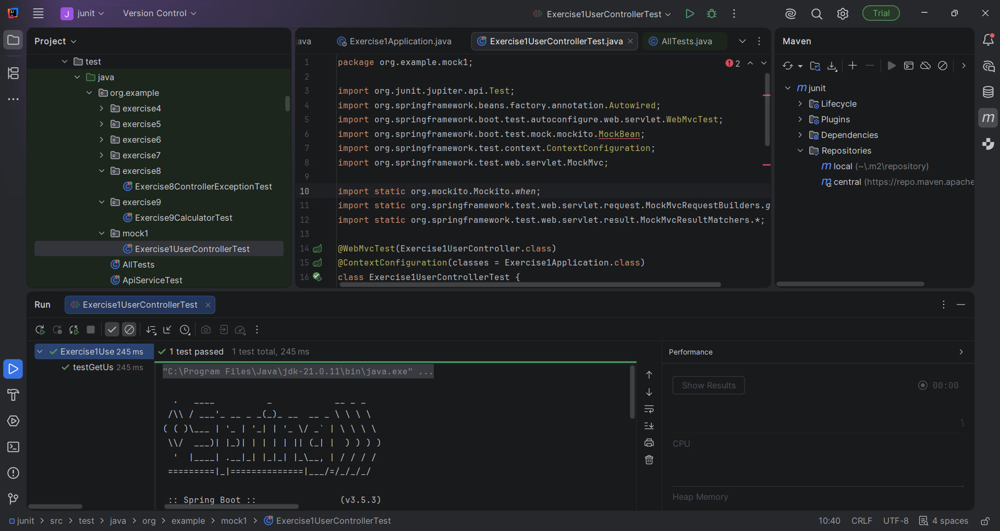 J junit Version Control Exercise1UserControllerTest Trial
Project
test
java
org.example
exercise4
exercise5
exercise6
exercise7
exercise8
Exercise8ControllerExceptionTest
exercise9
Exercise9CalculatorTest
mock1
Exercise1UserControllerTest
AllTests
ApiServiceTest
ava Exercise1Application.java Exercise1UserControllerTest.java AllTests.java
2
1 package org.example.mock1;
2
3 import org.junit.jupiter.api.Test;
4 import org.springframework.beans.factory.annotation.Autowired;
5 import org.springframework.boot.test.autoconfigure.web.servlet.WebMvcTest;
6 import org.springframework.boot.test.mock.mockito.MockBean;
7 import org.springframework.test.context.ContextConfiguration;
8 import org.springframework.test.web.servlet.MockMvc;
9
10 import static org.mockito.Mockito.when;
11 import static org.springframework.test.web.servlet.request.MockMvcRequestBuilders.g
12 import static org.springframework.test.web.servlet.result.MockMvcResultMatchers.*;
13
14 @WebMvcTest(Exercise1UserController.class)
15 @ContextConfiguration(classes = Exercise1Application.class)
16 class Exercise1UserControllerTest {
Maven
m junit
Lifecycle
Plugins
Dependencies
Repositories
m local (~\.m2\repository)
m central (https://repo.maven.apache
Run Exercise1UserControllerTest
Exercise1Use 245 ms
testGetUs 245 ms
1 test passed 1 test total, 245 ms
"C:\Program Files\Java\jdk-21.0.11\bin\java.exe" ...
  .   ____          _            __ _ _
 /\\ / ___'_ __ _ _(_)_ __  __ _ \ \ \ \
( ( )\___ | '_ | '_| | '_ \/ _` | \ \ \ \
 \\/  ___)| |_)| | | | | || (_| |  ) ) ) )
  '  |____| .__|_| |_|_| |_\__, | / / / /
 =========|_|==============|___/=/_/_/_/
:: Spring Boot :: (v3.5.3)
Performance
Show Results 00:00
CPU
Heap Memory
junit > src > test > java > org > example > mock1 > Exercise1UserControllerTest
10:40 CRLF UTF-8 4 spaces